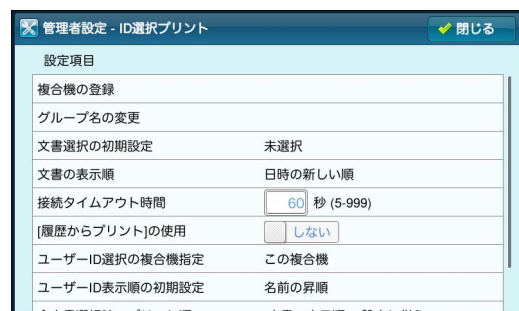 管理者設定 - ID選択プリント
閉じる
設定項目
複合機の登録
グループ名の変更
文書選択の初期設定 未選択
文書の表示順 日時の新しい順
接続タイムアウト時間 60 秒 (5-999)
[履歴からプリント]の使用 しない
ユーザーID選択の複合機指定 この複合機
ユーザーID表示順の初期設定 名前の昇順